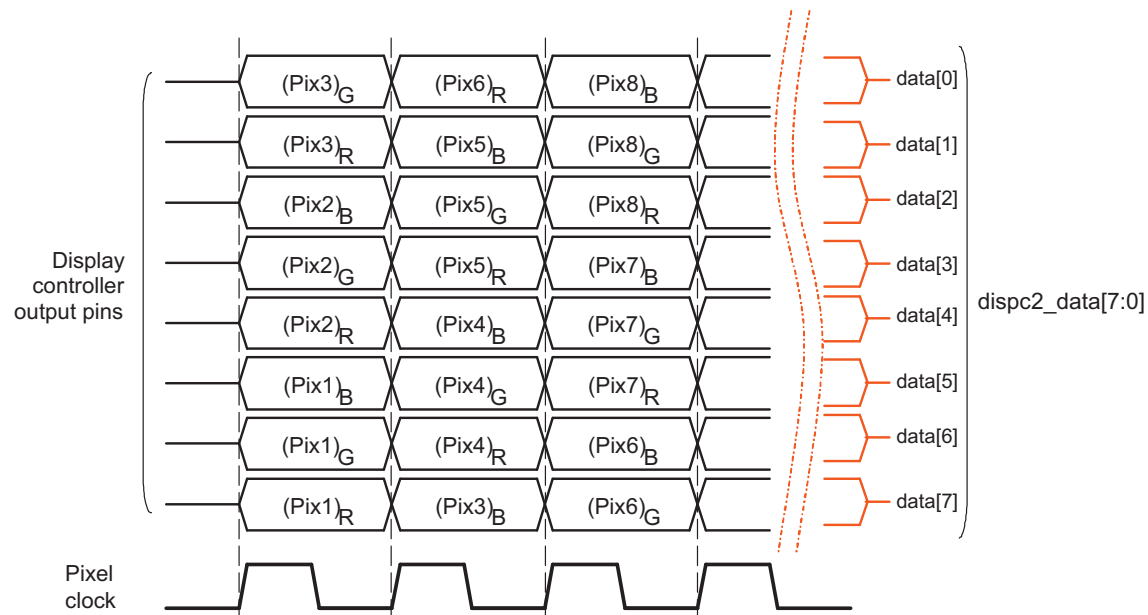 (Pix3)G (Pix6)R (Pix8)B data[0]
(Pix3)R (Pix5)B (Pix8)G data[1]
(Pix2)B (Pix5)G (Pix8)R data[2]
Display
controller
output pins
(Pix2)G (Pix5)R (Pix7)B data[3]
(Pix2)R (Pix4)B (Pix7)G data[4]
dispc2_data[7:0]
(Pix1)B (Pix4)G (Pix7)R data[5]
(Pix1)G (Pix4)R (Pix6)B data[6]
(Pix1)R (Pix3)B (Pix6)G data[7]
Pixel
clock